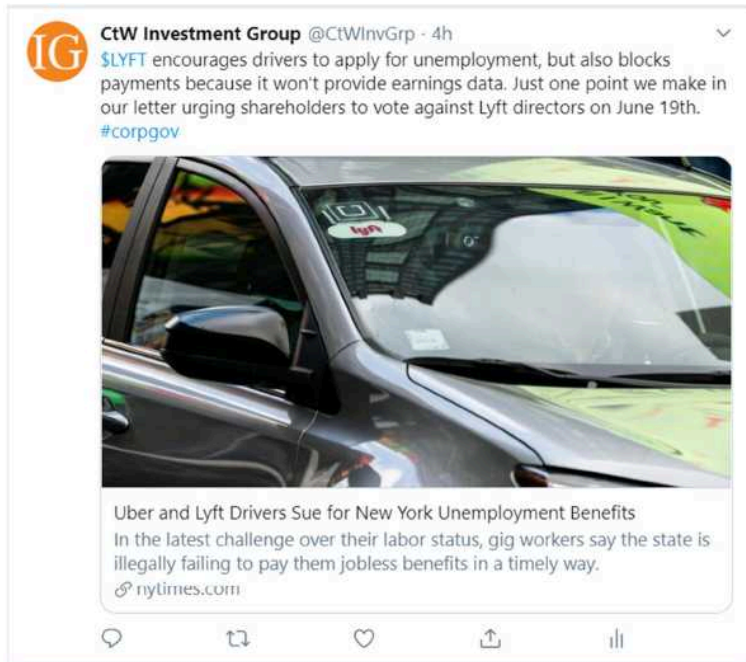 IG
CtW Investment Group @CtWInvGrp · 4h
$LYFT encourages drivers to apply for unemployment, but also blocks
payments because it won't provide earnings data. Just one point we make in
our letter urging shareholders to vote against Lyft directors on June 19th.
#corpgov
lyft
Uber and Lyft Drivers Sue for New York Unemployment Benefits
In the latest challenge over their labor status, gig workers say the state is
illegally failing to pay them jobless benefits in a timely way.
nytimes.com